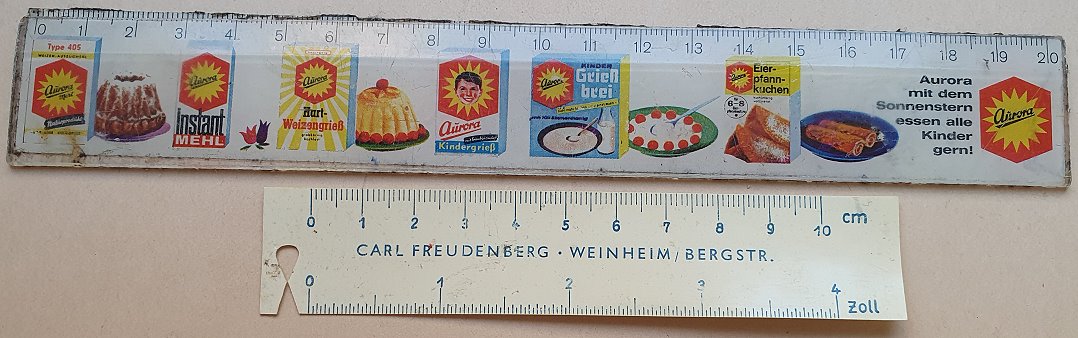 0 1 2 3 4 5 6 7 8 9 10 11 12 13 14 15 16 17 18 19 20
Type 405
Aurora
Aurora
instant
MEHL
Aurora
Hart-
Weizengrieß
Aurora
Kindergrieß
KINDER
Grieß
brei
Aurora
Eier-
pfann-
kuchen
Aurora
6-8
Aurora
mit dem
Sonnenstern
essen alle
Kinder
gern!
Aurora
0 1 2 3 4 5 6 7 8 9 10 cm
CARL FREUDENBERG · WEINHEIM/BERGSTR.
0 1 2 3 4 Zoll